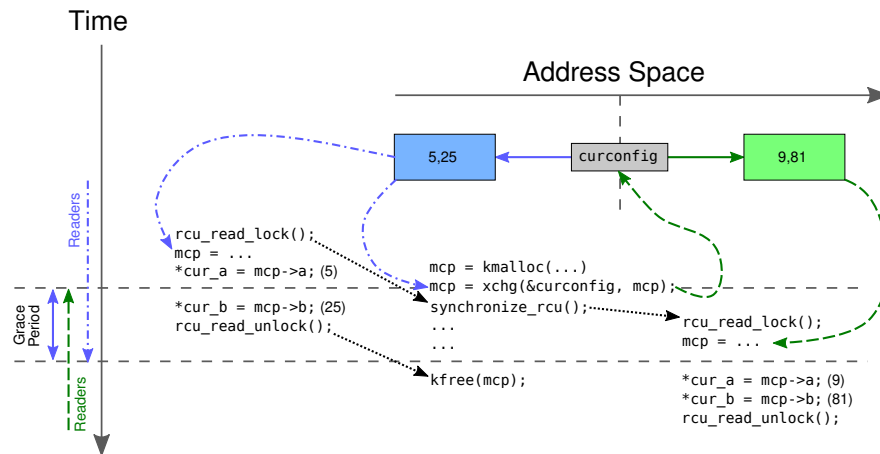 Time
Address Space
5,25
curconfig
9,81
Readers
rcu_read_lock();
mcp = ...
*cur_a = mcp->a; (5)
mcp = kmalloc(...)
mcp = xchg(&curconfig, mcp);
Grace
Period
*cur_b = mcp->b; (25)
rcu_read_unlock();
synchronize_rcu();
...
...
rcu_read_lock();
mcp = ...
Readers
kfree(mcp);
*cur_a = mcp->a; (9)
*cur_b = mcp->b; (81)
rcu_read_unlock();